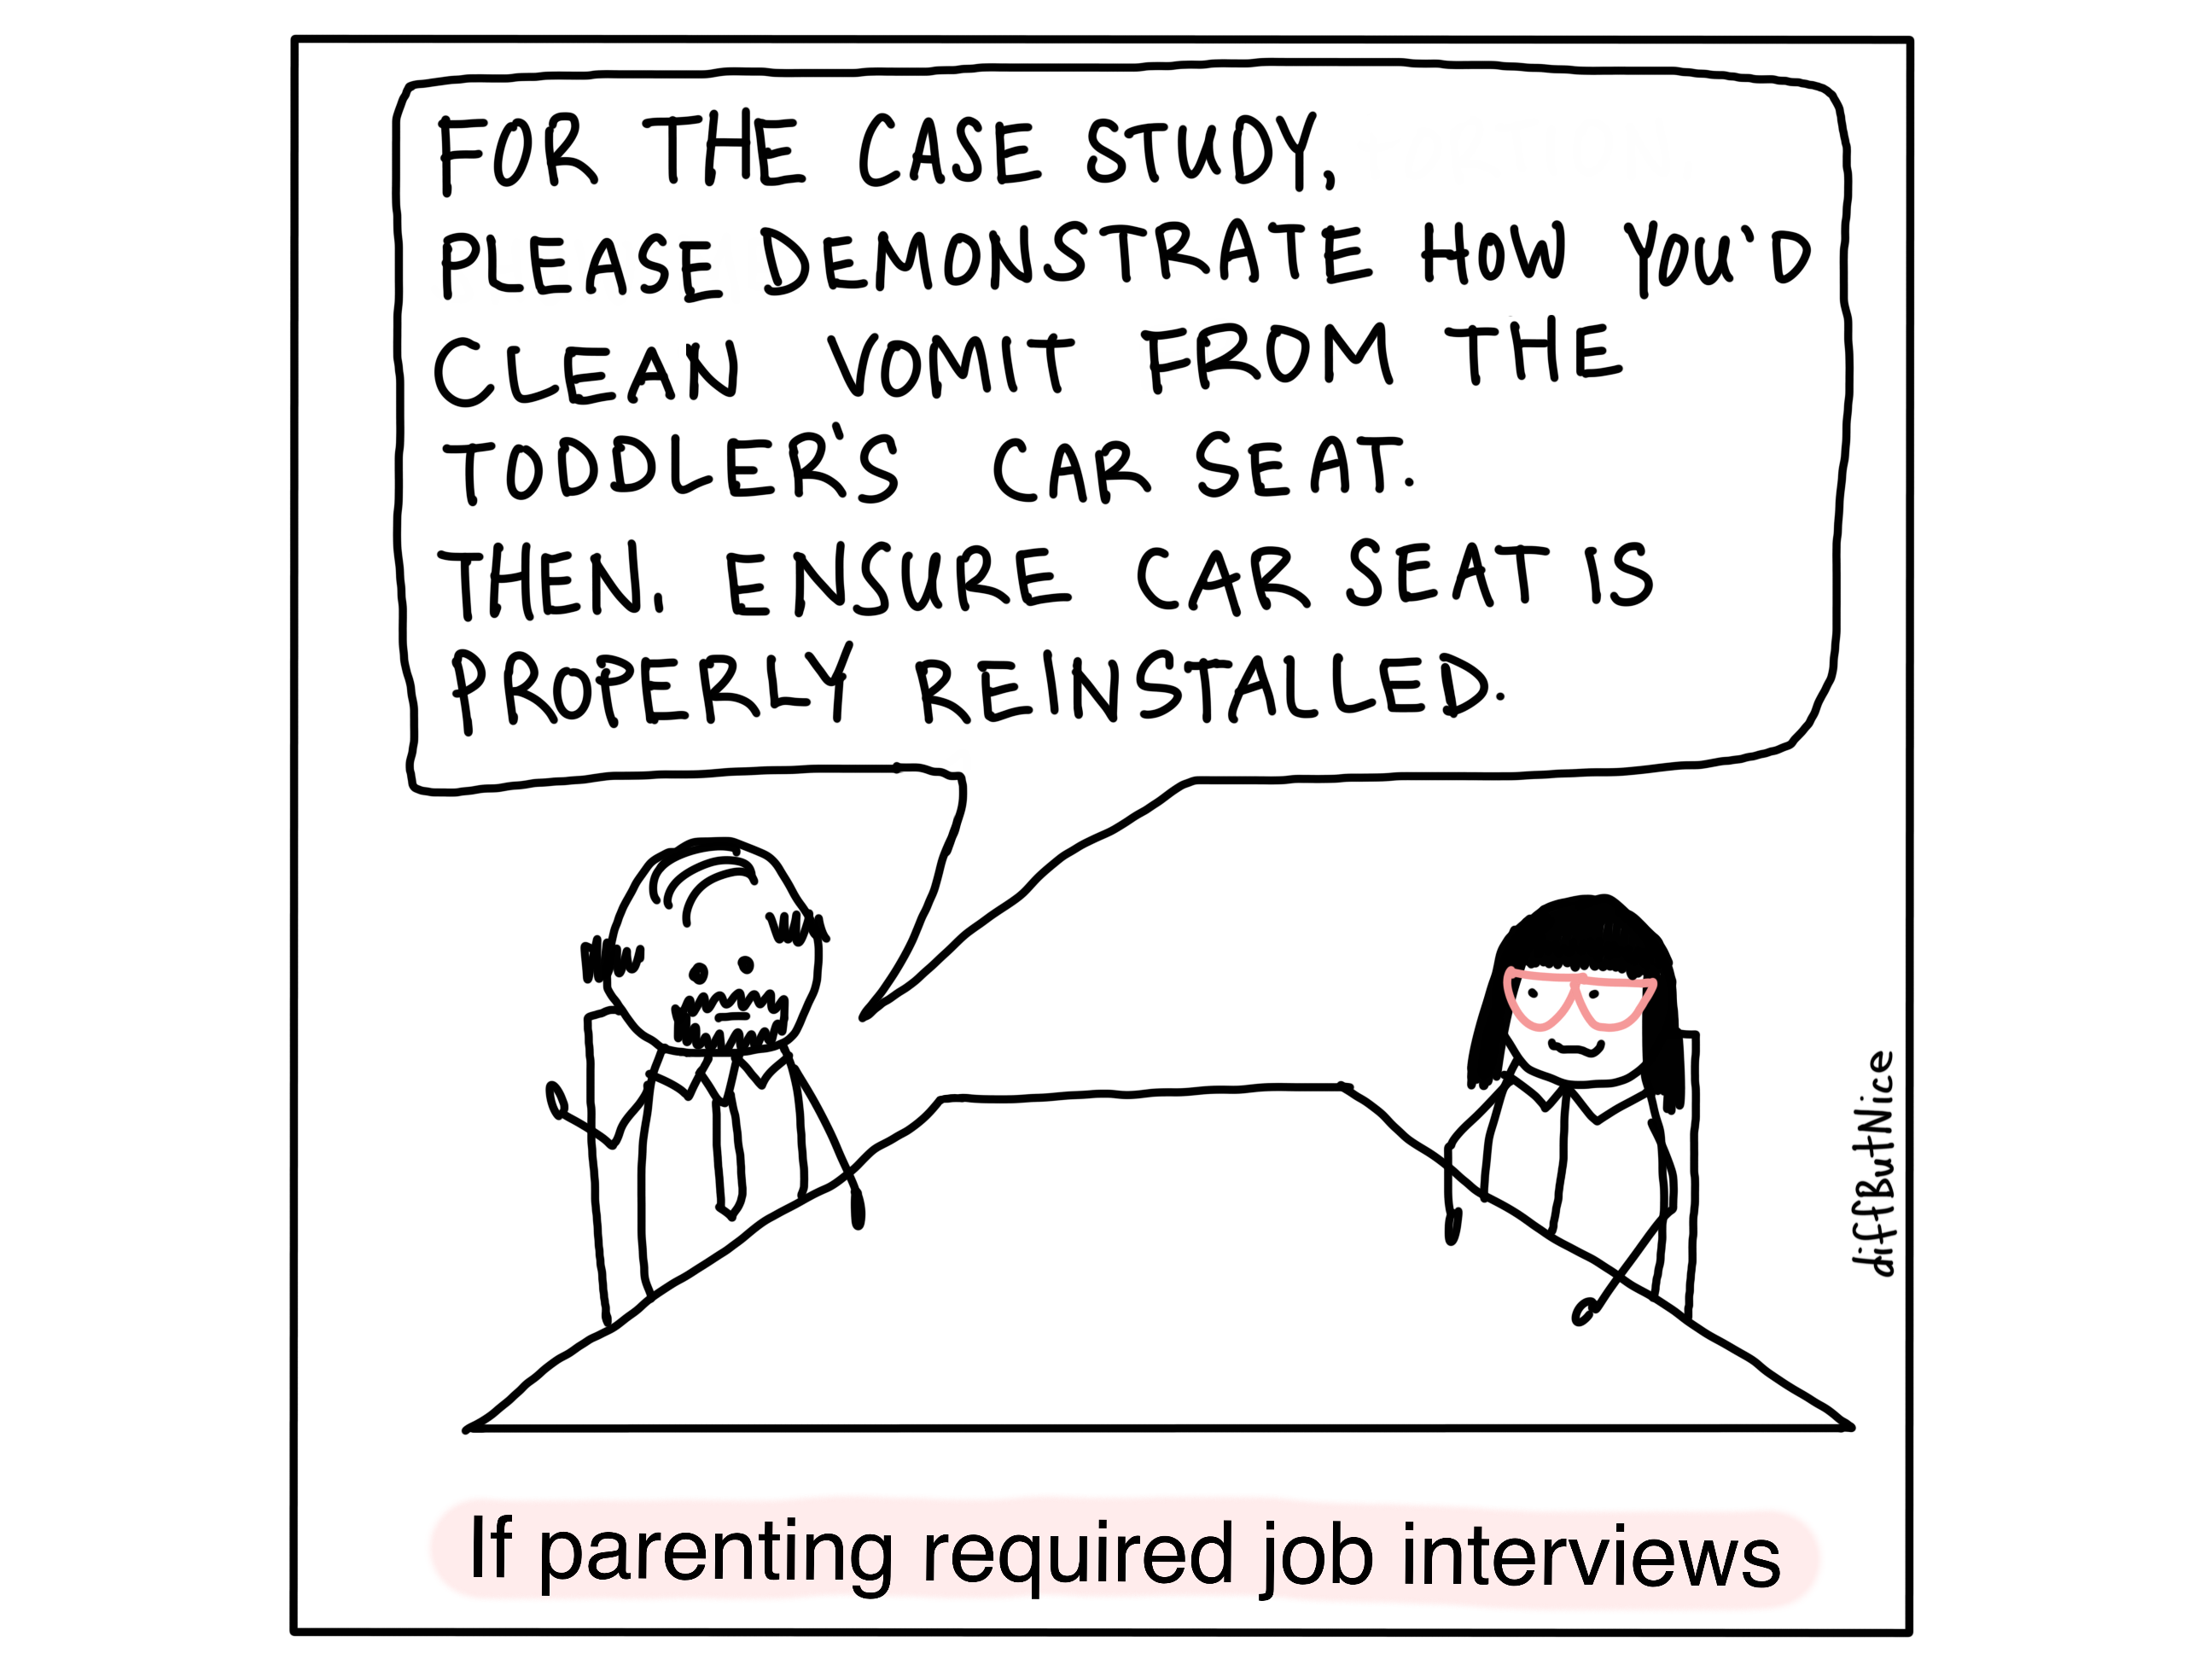 FOR THE CASE STUDY,
PLEASE DEMONSTRATE HOW YOU'D
CLEAN VOMIT FROM THE
TODDLER'S CAR SEAT.
THEN, ENSURE CAR SEAT IS
PROPERLY REINSTALLED.
diffButNice
If parenting required job interviews